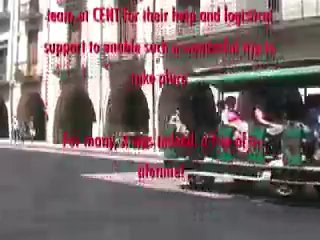 team at CENT for their help and logistical
support to enable such a wonderful trip to
take place
For many, it was indeed, a trip of a